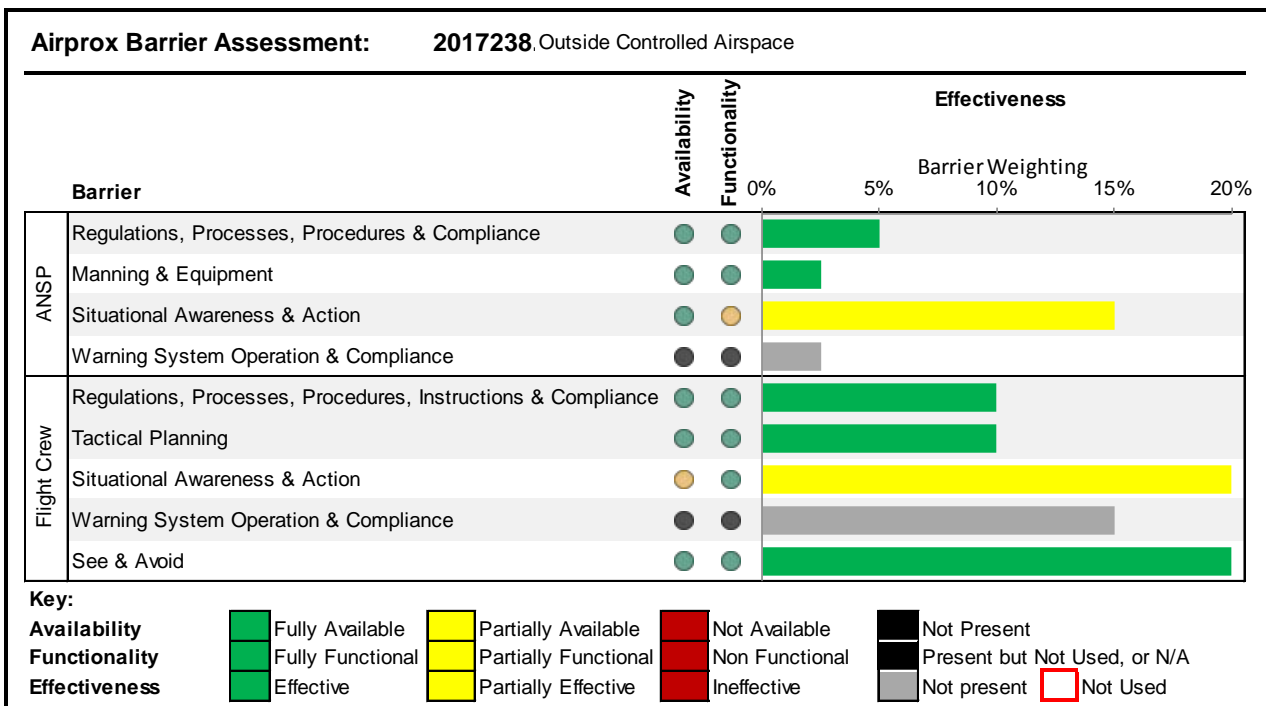 Airprox Barrier Assessment: 2017238. Outside Controlled Airspace
Availability
Functionality
Effectiveness
Barrier Weighting
Barrier
0% 5% 10% 15% 20%
ANSP
Regulations, Processes, Procedures & Compliance
Manning & Equipment
Situational Awareness & Action
Warning System Operation & Compliance
Flight Crew
Regulations, Processes, Procedures, Instructions & Compliance
Tactical Planning
Situational Awareness & Action
Warning System Operation & Compliance
See & Avoid
Key:
Availability Fully Available Partially Available Not Available Not Present
Functionality Fully Functional Partially Functional Non Functional Present but Not Used, or N/A
Effectiveness Effective Partially Effective Ineffective Not present Not Used